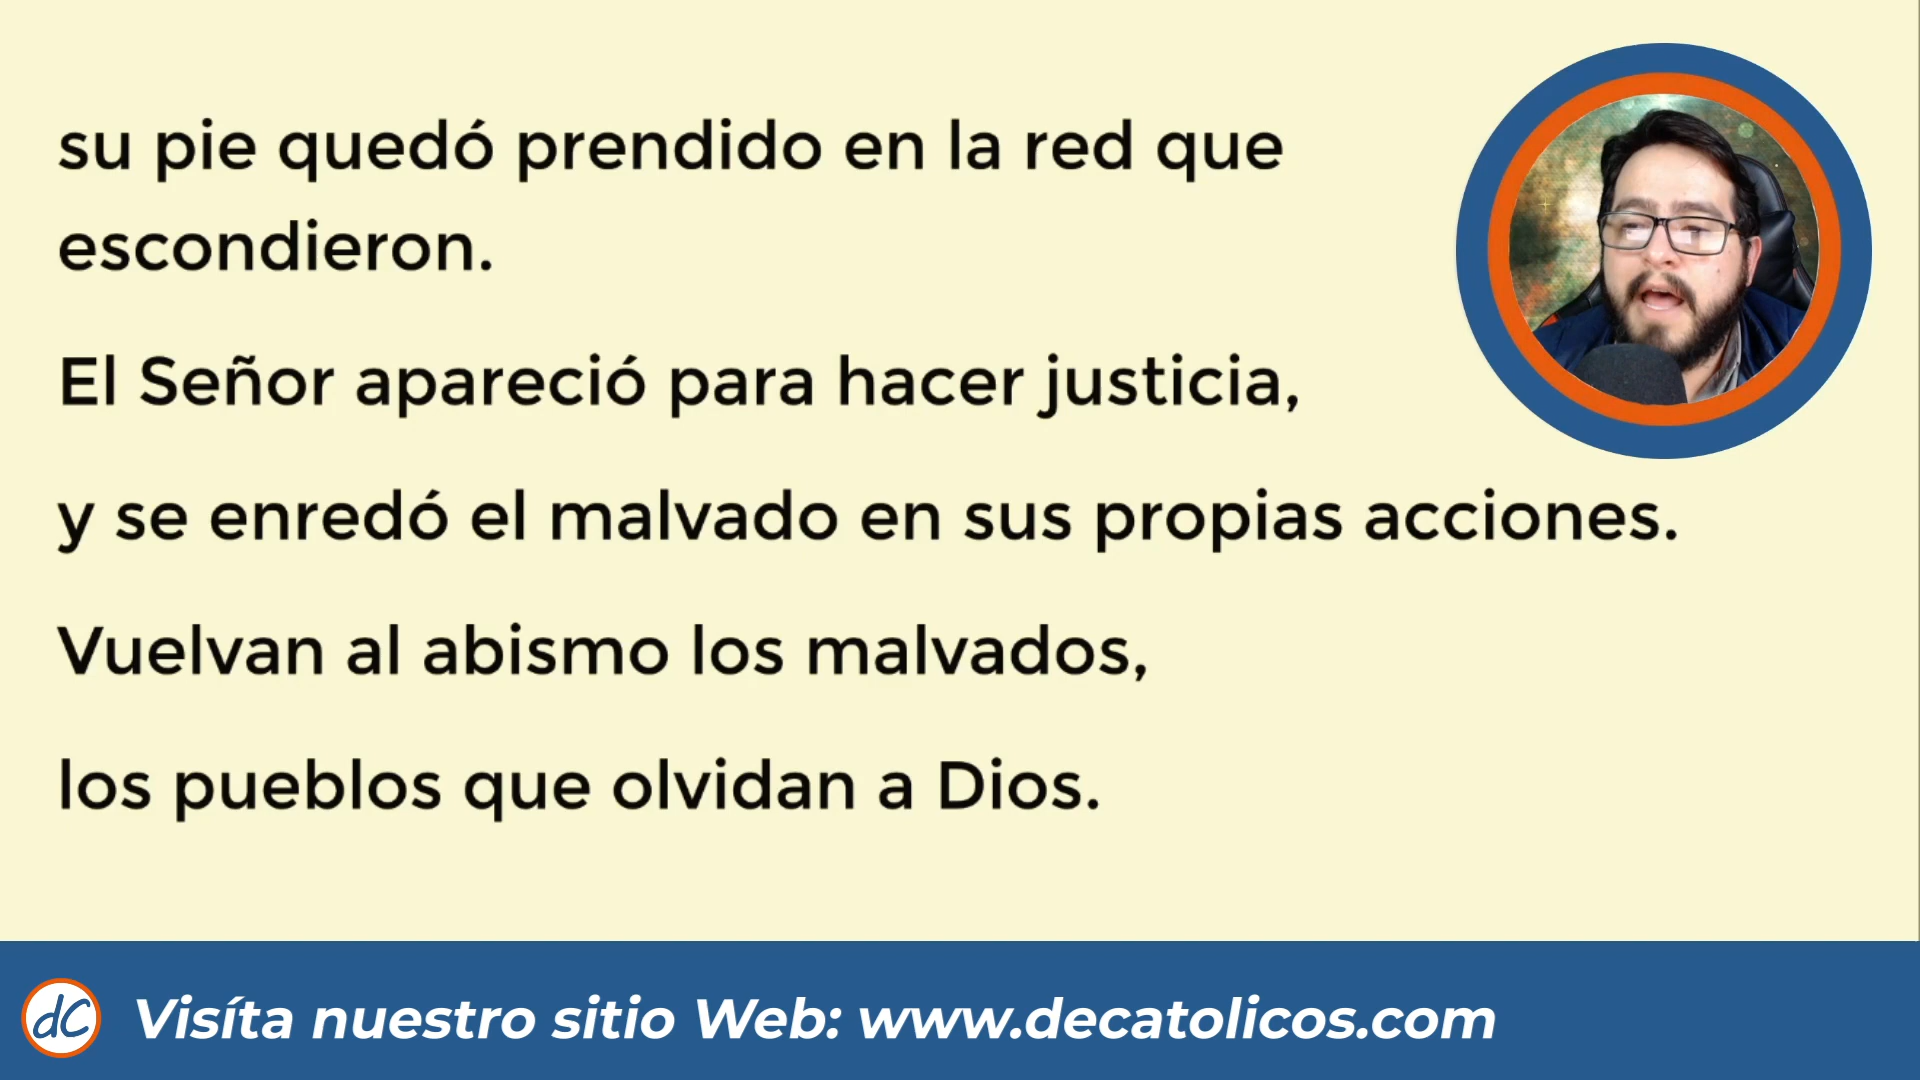 su pie quedó prendido en la red que
escondieron.
El Señor apareció para hacer justicia,
y se enredó el malvado en sus propias acciones.
Vuelvan al abismo los malvados,
los pueblos que olvidan a Dios.
dC Visíta nuestro sitio Web: www.decatolicos.com